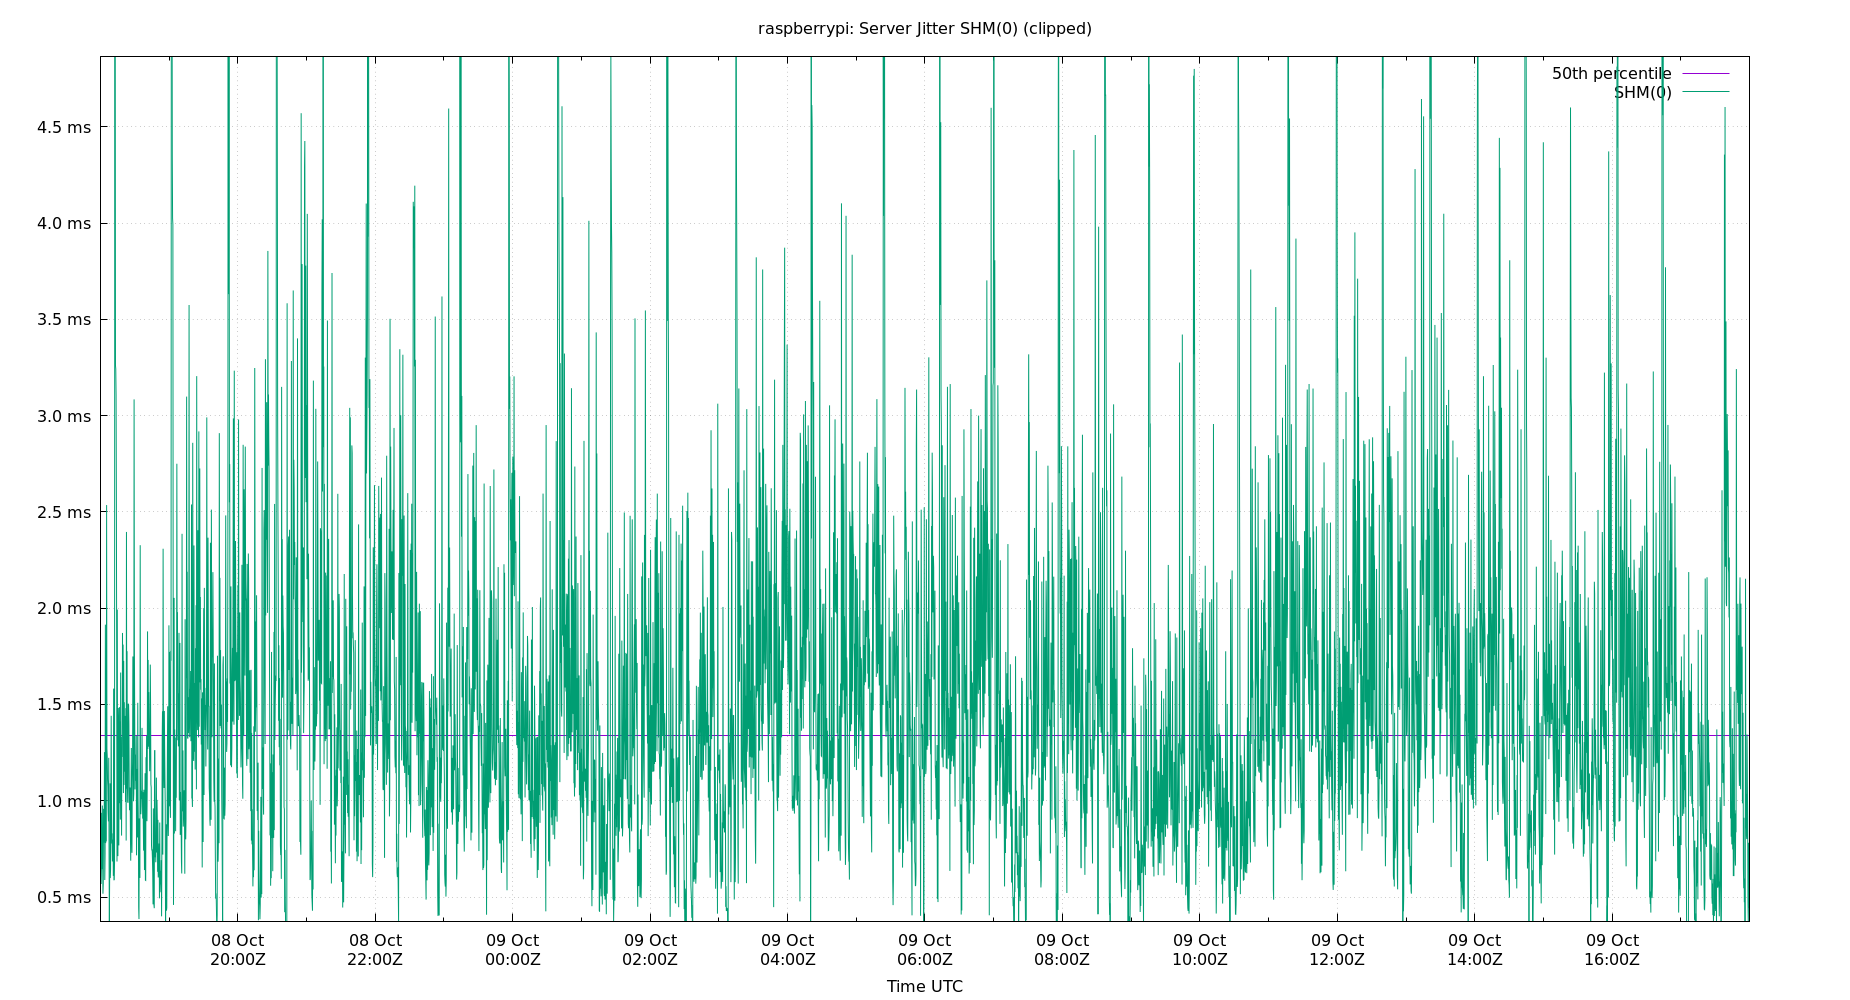 raspberrypi: Server Jitter SHM(0) (clipped)
50th percentile
SHM(0)
4.5 ms
4.0 ms
3.5 ms
3.0 ms
2.5 ms
2.0 ms
1.5 ms
1.0 ms
0.5 ms
08 Oct 08 Oct 09 Oct 09 Oct 09 Oct 09 Oct 09 Oct 09 Oct 09 Oct 09 Oct 09 Oct
20:00Z 22:00Z 00:00Z 02:00Z 04:00Z 06:00Z 08:00Z 10:00Z 12:00Z 14:00Z 16:00Z
Time UTC